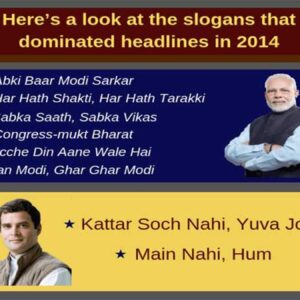 Here’s a look at the slogans that
dominated headlines in 2014
Abki Baar Modi Sarkar
Har Hath Shakti, Har Hath Tarakki
Sabka Saath, Sabka Vikas
Congress-mukt Bharat
Acche Din Aane Wale Hai
Modi, Ghar Ghar Modi
Kattar Soch Nahi, Yuva
Main Nahi, Hum